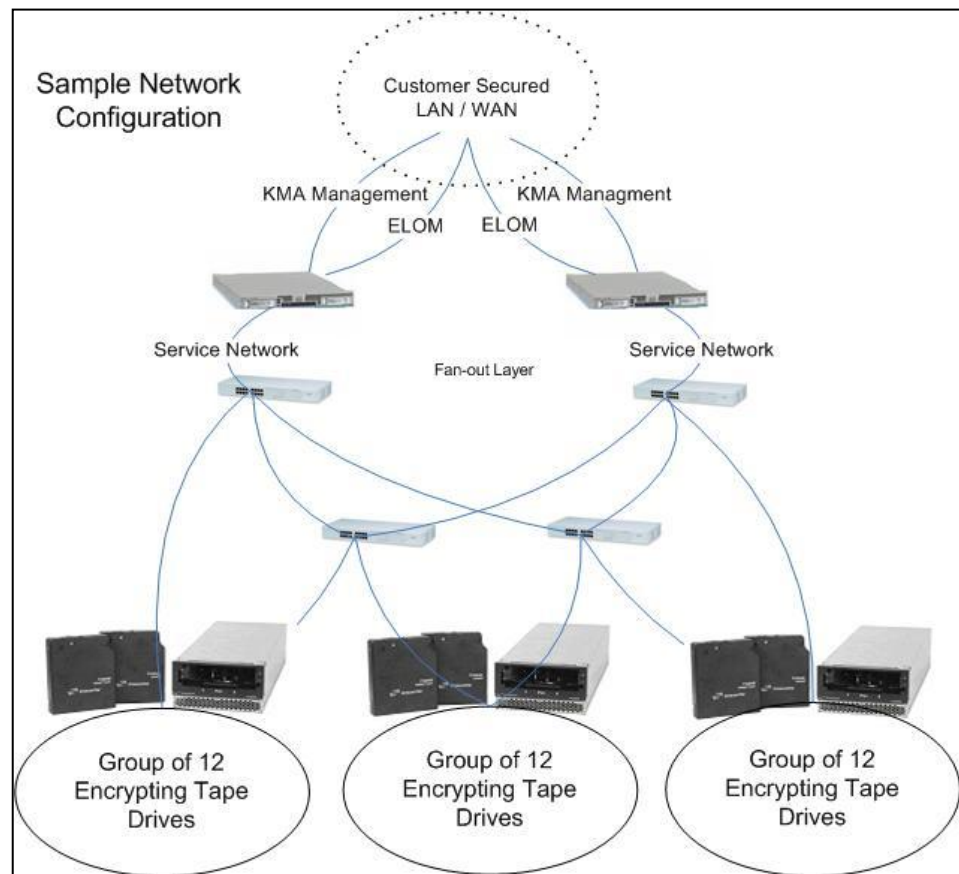 Sample Network
Configuration
Customer Secured
LAN / WAN
KMA Management
KMA Managment
ELOM
ELOM
Service Network
Service Network
Fan-out Layer
Group of 12
Encrypting Tape
Drives
Group of 12
Encrypting Tape
Drives
Group of 12
Encrypting Tape
Drives